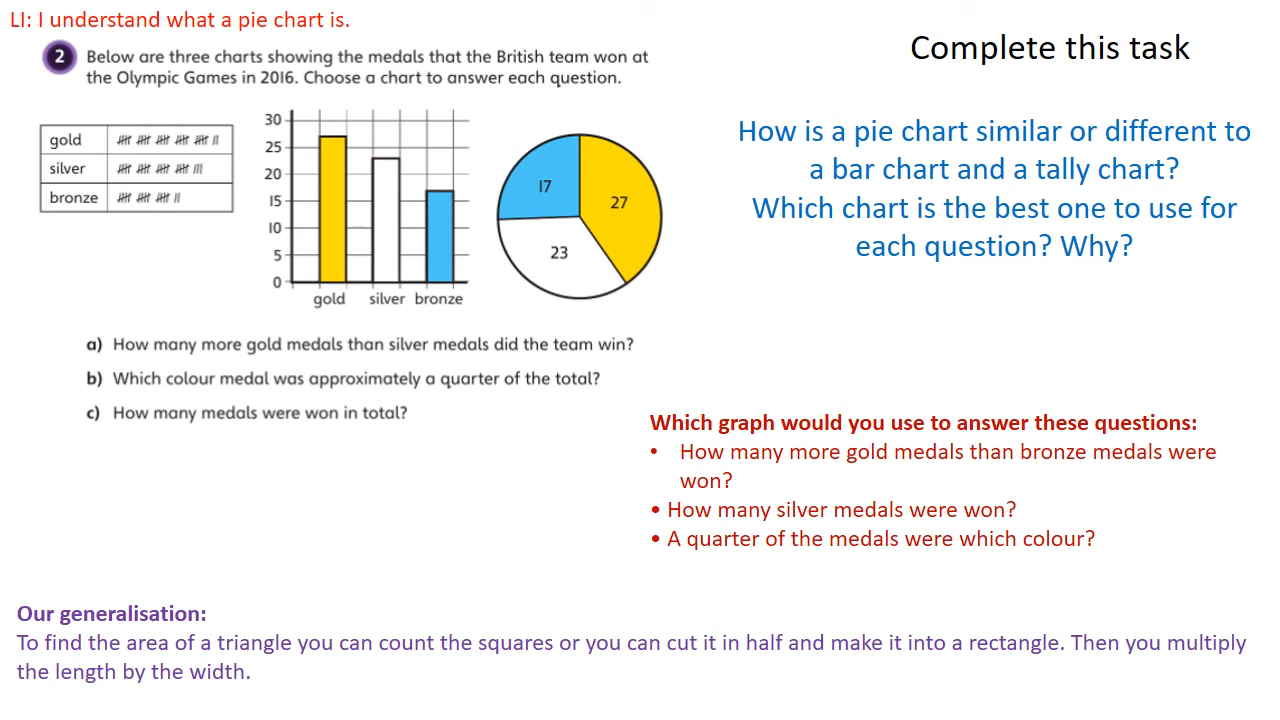 LI: I understand what a pie chart is.
Complete this task
2
Below are three charts showing the medals that the British team won at
the Olympic Games in 2016. Choose a chart to answer each question.
gold
silver
bronze
30
25
20
15
10
5
0
gold silver bronze
17
27
23
How is a pie chart similar or different to
a bar chart and a tally chart?
Which chart is the best one to use for
each question? Why?
a) How many more gold medals than silver medals did the team win?
b) Which colour medal was approximately a quarter of the total?
c) How many medals were won in total?
Which graph would you use to answer these questions:
• How many more gold medals than bronze medals were
won?
• How many silver medals were won?
• A quarter of the medals were which colour?
Our generalisation:
To find the area of a triangle you can count the squares or you can cut it in half and make it into a rectangle. Then you multiply
the length by the width.